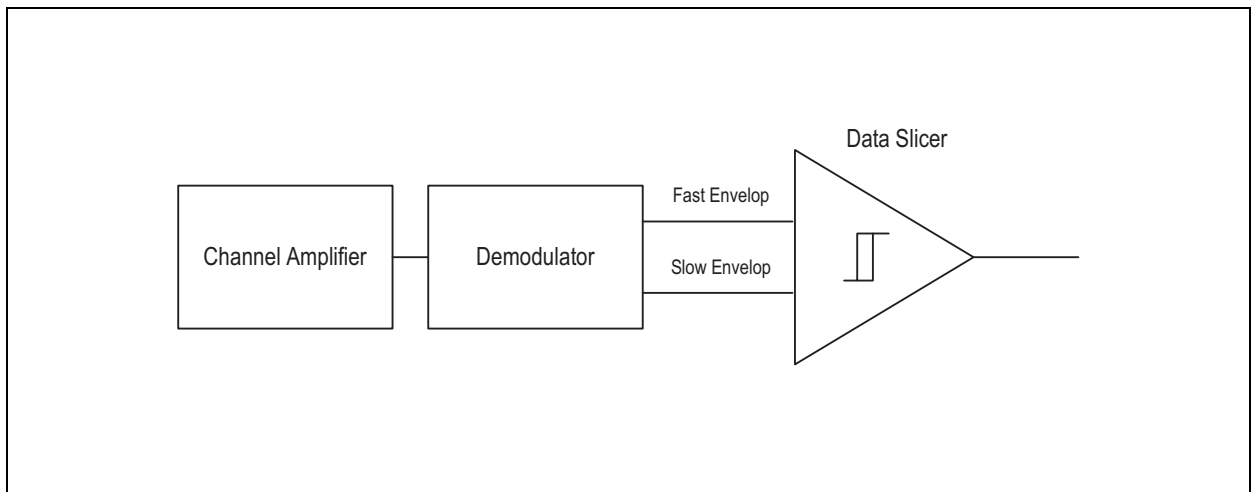 Data Slicer
Fast Envelop
Channel Amplifier
Demodulator
Slow Envelop